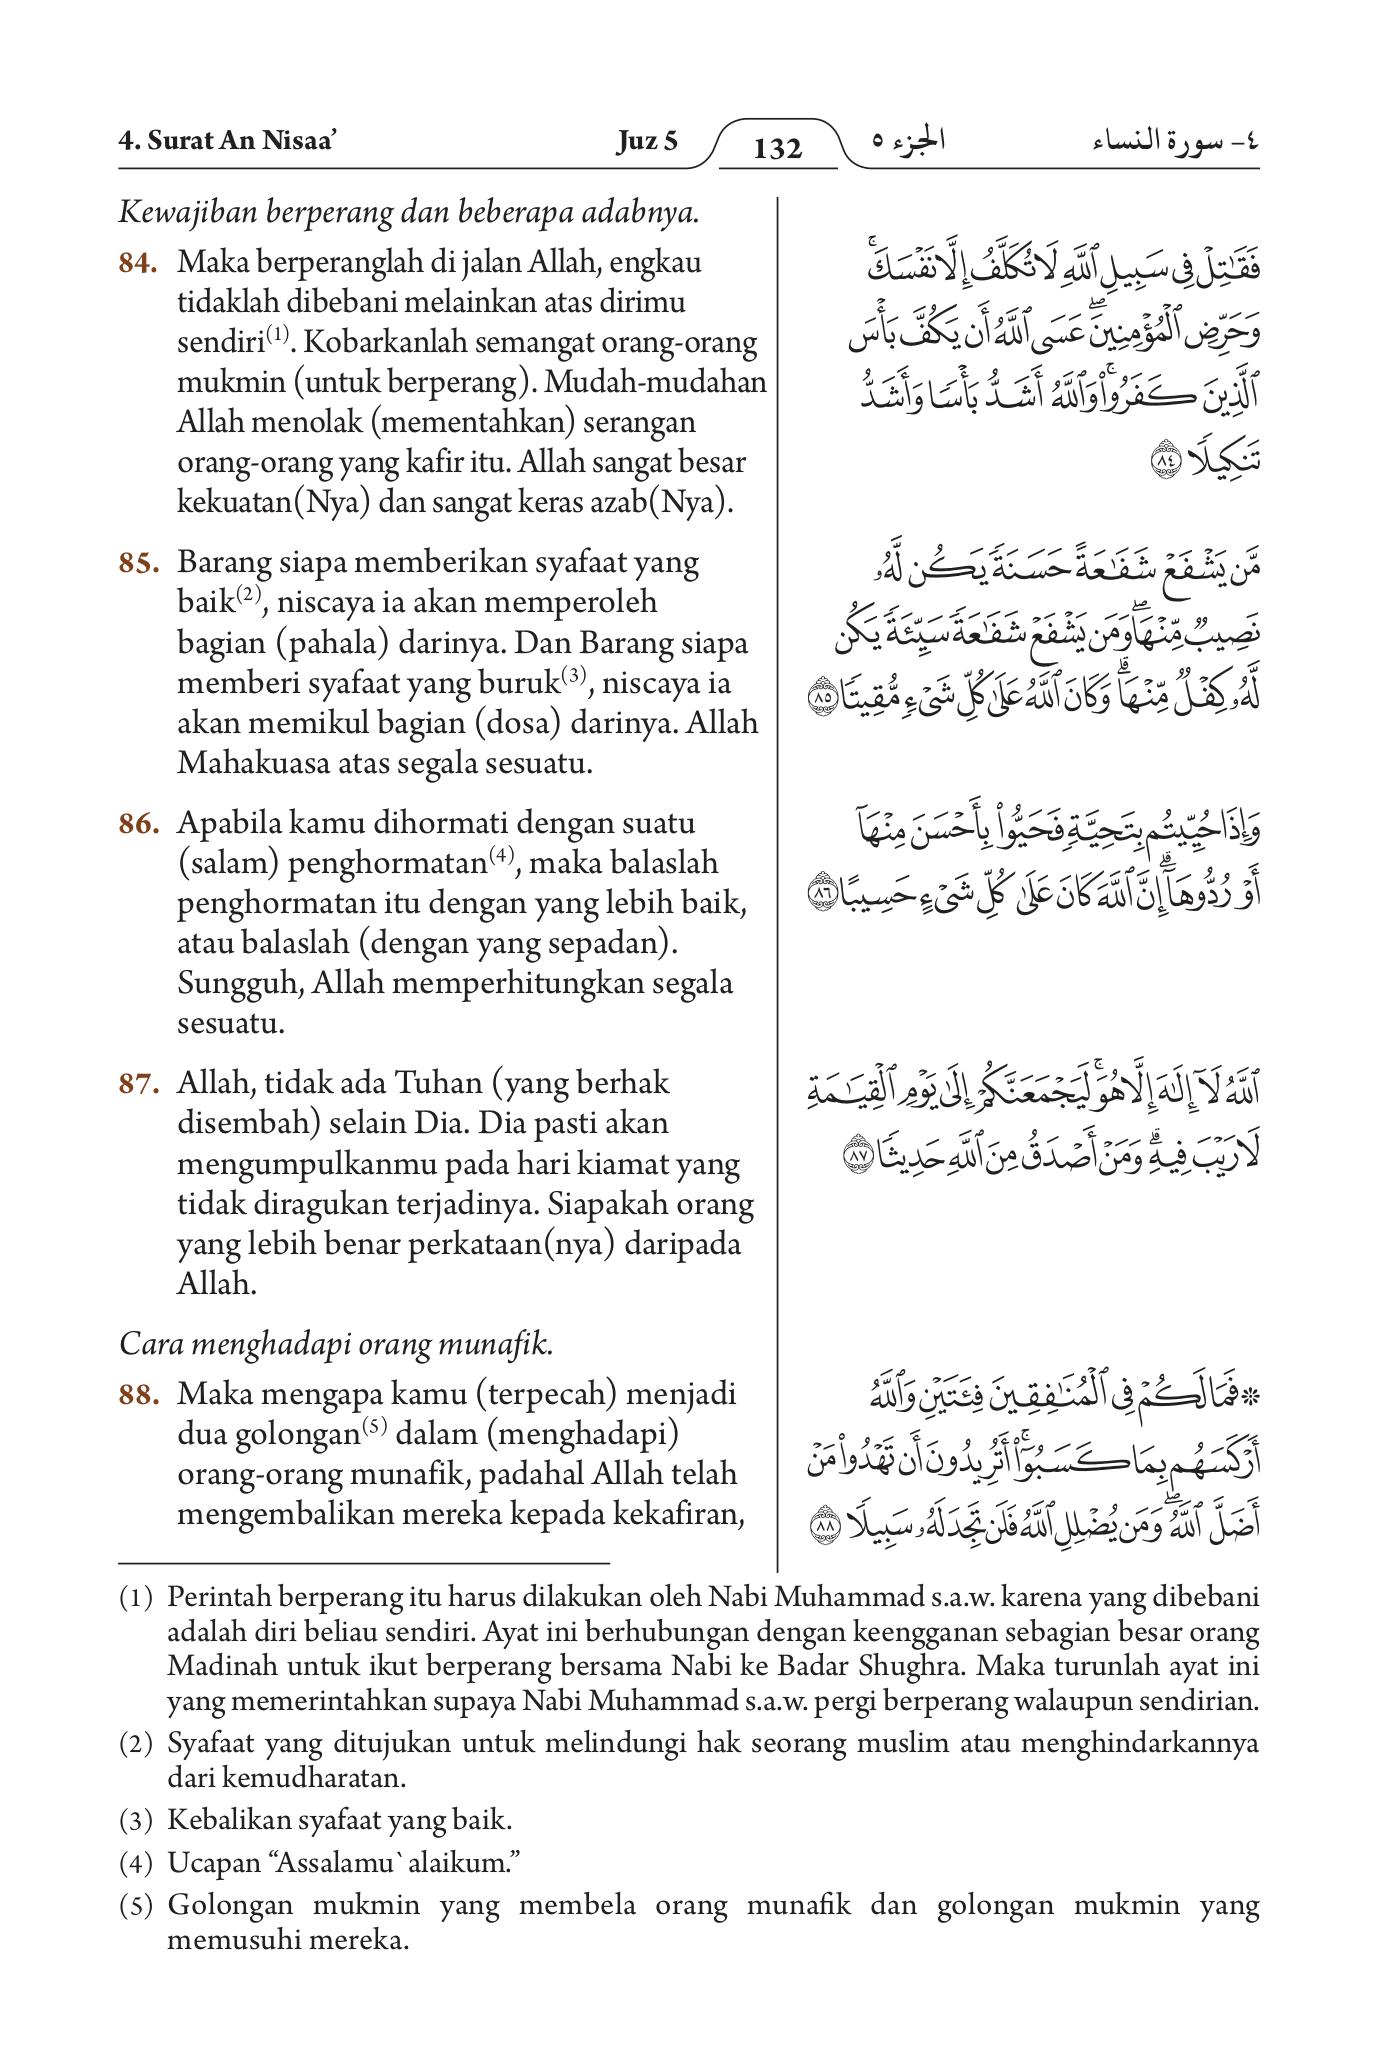 4. Surat An Nisaa’
Juz 5
132
الجزء ٥
٤- سورة النساء
Kewajiban berperang dan beberapa adabnya.
84. Maka berperanglah di jalan Allah, engkau
tidaklah dibebani melainkan atas dirimu
sendiri(1). Kobarkanlah semangat orang-orang
mukmin (untuk berperang). Mudah-mudahan
Allah menolak (mementahkan) serangan
orang-orang yang kafir itu. Allah sangat besar
kekuatan(Nya) dan sangat keras azab(Nya).
85. Barang siapa memberikan syafaat yang
baik(2), niscaya ia akan memperoleh
bagian (pahala) darinya. Dan Barang siapa
memberi syafaat yang buruk(3), niscaya ia
akan memikul bagian (dosa) darinya. Allah
Mahakuasa atas segala sesuatu.
86. Apabila kamu dihormati dengan suatu
(salam) penghormatan(4), maka balaslah
penghormatan itu dengan yang lebih baik,
atau balaslah (dengan yang sepadan).
Sungguh, Allah memperhitungkan segala
sesuatu.
87. Allah, tidak ada Tuhan (yang berhak
disembah) selain Dia. Dia pasti akan
mengumpulkanmu pada hari kiamat yang
tidak diragukan terjadinya. Siapakah orang
yang lebih benar perkataan(nya) daripada
Allah.
Cara menghadapi orang munafik.
88. Maka mengapa kamu (terpecah) menjadi
dua golongan(5) dalam (menghadapi)
orang-orang munafik, padahal Allah telah
mengembalikan mereka kepada kekafiran,
فَقَٰتِلْ فِى سَبِيلِ ٱللَّهِ لَا تُكَلَّفُ إِلَّا نَفْسَكَ ۚ
وَحَرِّضِ ٱلْمُؤْمِنِينَ ۖ عَسَى ٱللَّهُ أَن يَكُفَّ بَأْسَ
ٱلَّذِينَ كَفَرُوا۟ ۚ وَٱللَّهُ أَشَدُّ بَأْسًا وَأَشَدُّ
تَنكِيلًا ٨٤
مَّن يَشْفَعْ شَفَٰعَةً حَسَنَةً يَكُن لَّهُۥ
نَصِيبٌ مِّنْهَا ۖ وَمَن يَشْفَعْ شَفَٰعَةً سَيِّئَةً يَكُن
لَّهُۥ كِفْلٌ مِّنْهَا ۗ وَكَانَ ٱللَّهُ عَلَىٰ كُلِّ شَىْءٍ مُّقِيتًا ٨٥
وَإِذَا حُيِّيتُم بِتَحِيَّةٍ فَحَيُّوا۟ بِأَحْسَنَ مِنْهَآ
أَوْ رُدُّوهَآ ۗ إِنَّ ٱللَّهَ كَانَ عَلَىٰ كُلِّ شَىْءٍ حَسِيبًا ٨٦
ٱللَّهُ لَآ إِلَٰهَ إِلَّا هُوَ ۚ لَيَجْمَعَنَّكُمْ إِلَىٰ يَوْمِ ٱلْقِيَٰمَةِ
لَا رَيْبَ فِيهِ ۗ وَمَنْ أَصْدَقُ مِنَ ٱللَّهِ حَدِيثًا ٨٧
* فَمَا لَكُمْ فِى ٱلْمُنَٰفِقِينَ فِئَتَيْنِ وَٱللَّهُ
أَرْكَسَهُم بِمَا كَسَبُوٓا۟ ۚ أَتُرِيدُونَ أَن تَهْدُوا۟ مَنْ
أَضَلَّ ٱللَّهُ ۖ وَمَن يُضْلِلِ ٱللَّهُ فَلَن تَجِدَ لَهُۥ سَبِيلًا ٨٨
(1) Perintah berperang itu harus dilakukan oleh Nabi Muhammad s.a.w. karena yang dibebani
adalah diri beliau sendiri. Ayat ini berhubungan dengan keengganan sebagian besar orang
Madinah untuk ikut berperang bersama Nabi ke Badar Shughra. Maka turunlah ayat ini
yang memerintahkan supaya Nabi Muhammad s.a.w. pergi berperang walaupun sendirian.
(2) Syafaat yang ditujukan untuk melindungi hak seorang muslim atau menghindarkannya
dari kemudharatan.
(3) Kebalikan syafaat yang baik.
(4) Ucapan “Assalamu` alaikum.”
(5) Golongan mukmin yang membela orang munafik dan golongan mukmin yang
memusuhi mereka.